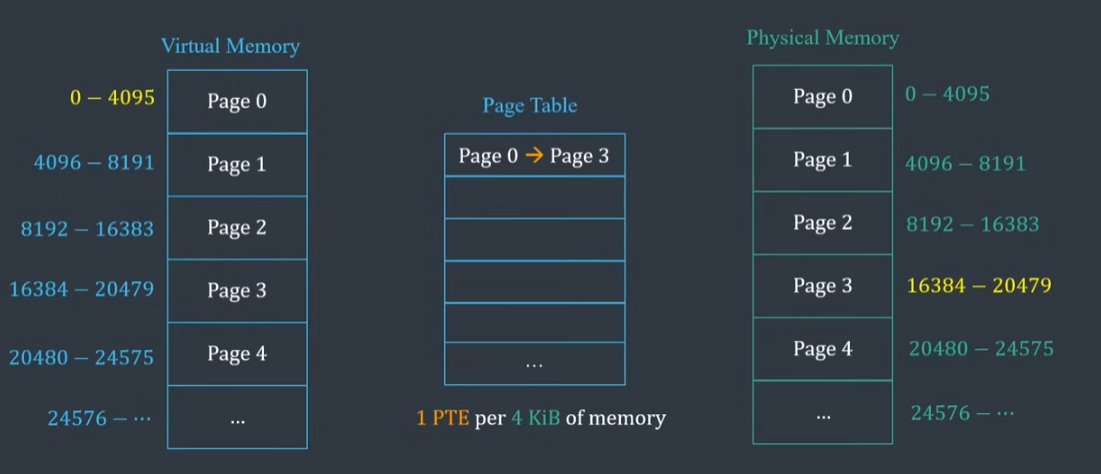 Virtual Memory
0 – 4095
Page 0
4096 – 8191
Page 1
8192 – 16383
Page 2
16384 – 20479
Page 3
20480 – 24575
Page 4
24576 – ⋯
...
Page Table
Page 0 → Page 3
...
1 PTE per 4 KiB of memory
Physical Memory
Page 0
0 – 4095
Page 1
4096 – 8191
Page 2
8192 – 16383
Page 3
16384 – 20479
Page 4
20480 – 24575
...
24576 – ⋯